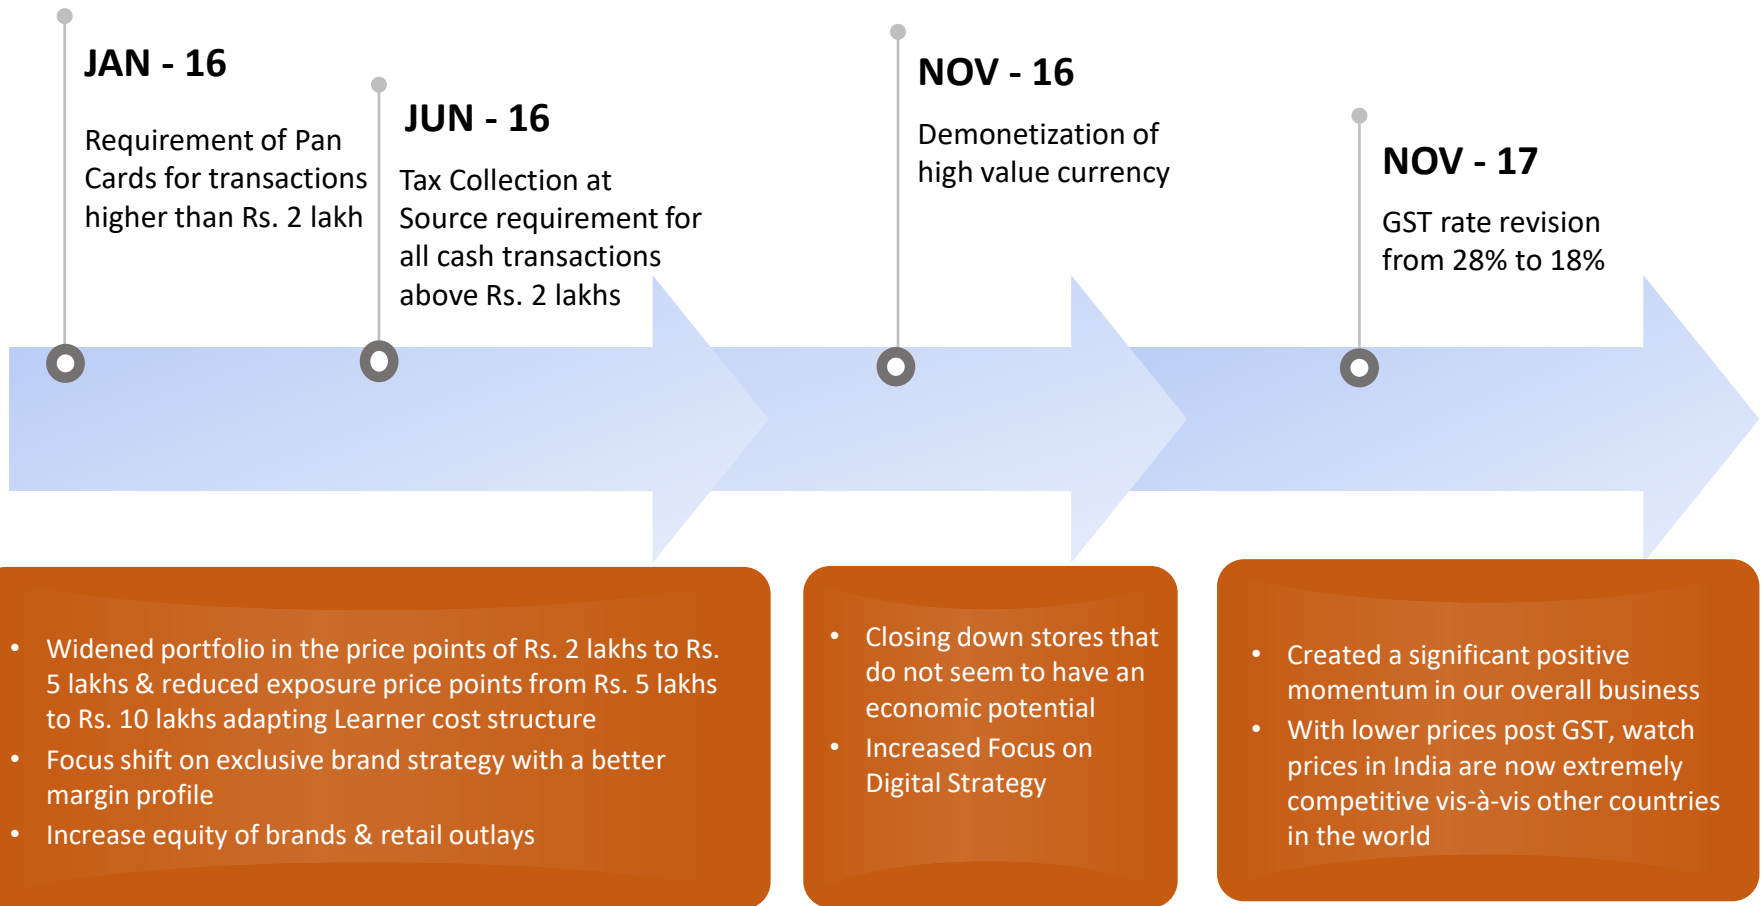 JAN - 16
Requirement of Pan
Cards for transactions
higher than Rs. 2 lakh
JUN - 16
Tax Collection at
Source requirement for
all cash transactions
above Rs. 2 lakhs
NOV - 16
Demonetization of
high value currency
NOV - 17
GST rate revision
from 28% to 18%
• Widened portfolio in the price points of Rs. 2 lakhs to Rs.
5 lakhs & reduced exposure price points from Rs. 5 lakhs
to Rs. 10 lakhs adapting Learner cost structure
• Focus shift on exclusive brand strategy with a better
margin profile
• Increase equity of brands & retail outlays
• Closing down stores that
do not seem to have an
economic potential
• Increased Focus on
Digital Strategy
• Created a significant positive
momentum in our overall business
• With lower prices post GST, watch
prices in India are now extremely
competitive vis-à-vis other countries
in the world